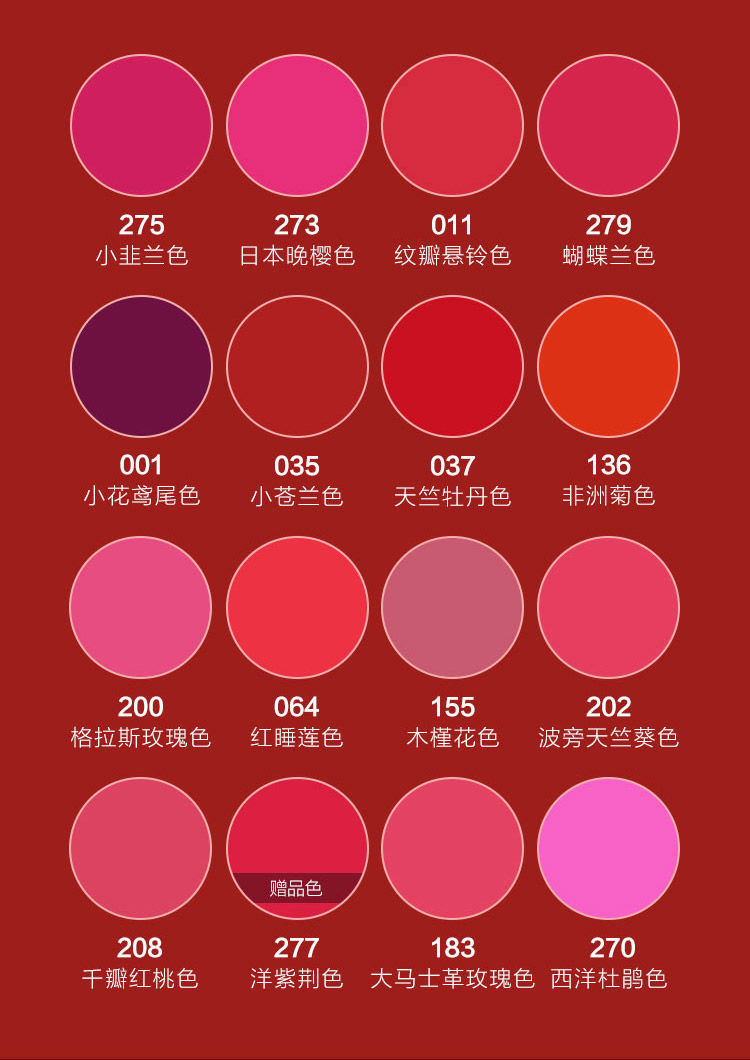 275 273 011 279
小韭兰色 日本晚樱色 纹瓣悬铃色 蝴蝶兰色
001 035 037 136
小花鸢尾色 小苍兰色 天竺牡丹色 非洲菊色
200 064 155 202
格拉斯玫瑰色 红睡莲色 木槿花色 波旁天竺葵色
赠品色
208 277 183 270
千瓣红桃色 洋紫荆色 大马士革玫瑰色 西洋杜鹃色